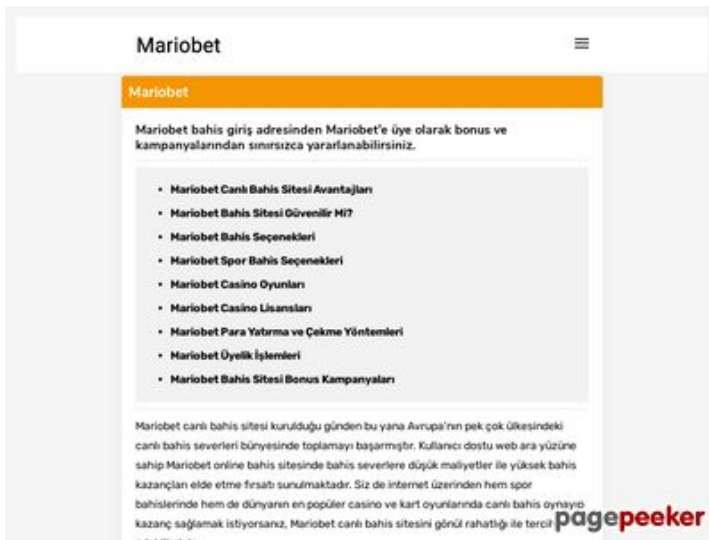 Mariobet
Mariobet
Mariobet bahis giriş adresinden Mariobet'e üye olarak bonus ve
kampanyalarından sınırsızca yararlanabilirsiniz.
• Mariobet Canlı Bahis Sitesi Avantajları
• Mariobet Bahis Sitesi Güvenilir Mi?
• Mariobet Bahis Seçenekleri
• Mariobet Spor Bahis Seçenekleri
• Mariobet Casino Oyunları
• Mariobet Casino Lisansları
• Mariobet Para Yatırma ve Çekme Yöntemleri
• Mariobet Üyelik İşlemleri
• Mariobet Bahis Sitesi Bonus Kampanyaları
Mariobet canlı bahis sitesi kurulduğu günden bu yana Avrupa'nın pek çok ülkesindeki
canlı bahis severleri bünyesinde toplamayı başarmıştır. Kullanıcı dostu web ara yüzüne
sahip Mariobet online bahis sitesinde bahis severlere düşük maliyetler ile yüksek bahis
kazançları elde etme fırsatı sunulmaktadır. Siz de internet üzerinden hem spor
bahislerinde hem de dünyanın en popüler casino ve kart oyunlarında canlı bahis oynayıp
kazanç sağlamak istiyorsanız, Mariobet canlı bahis sitesini gönül rahatlığı ile
pagepeeker